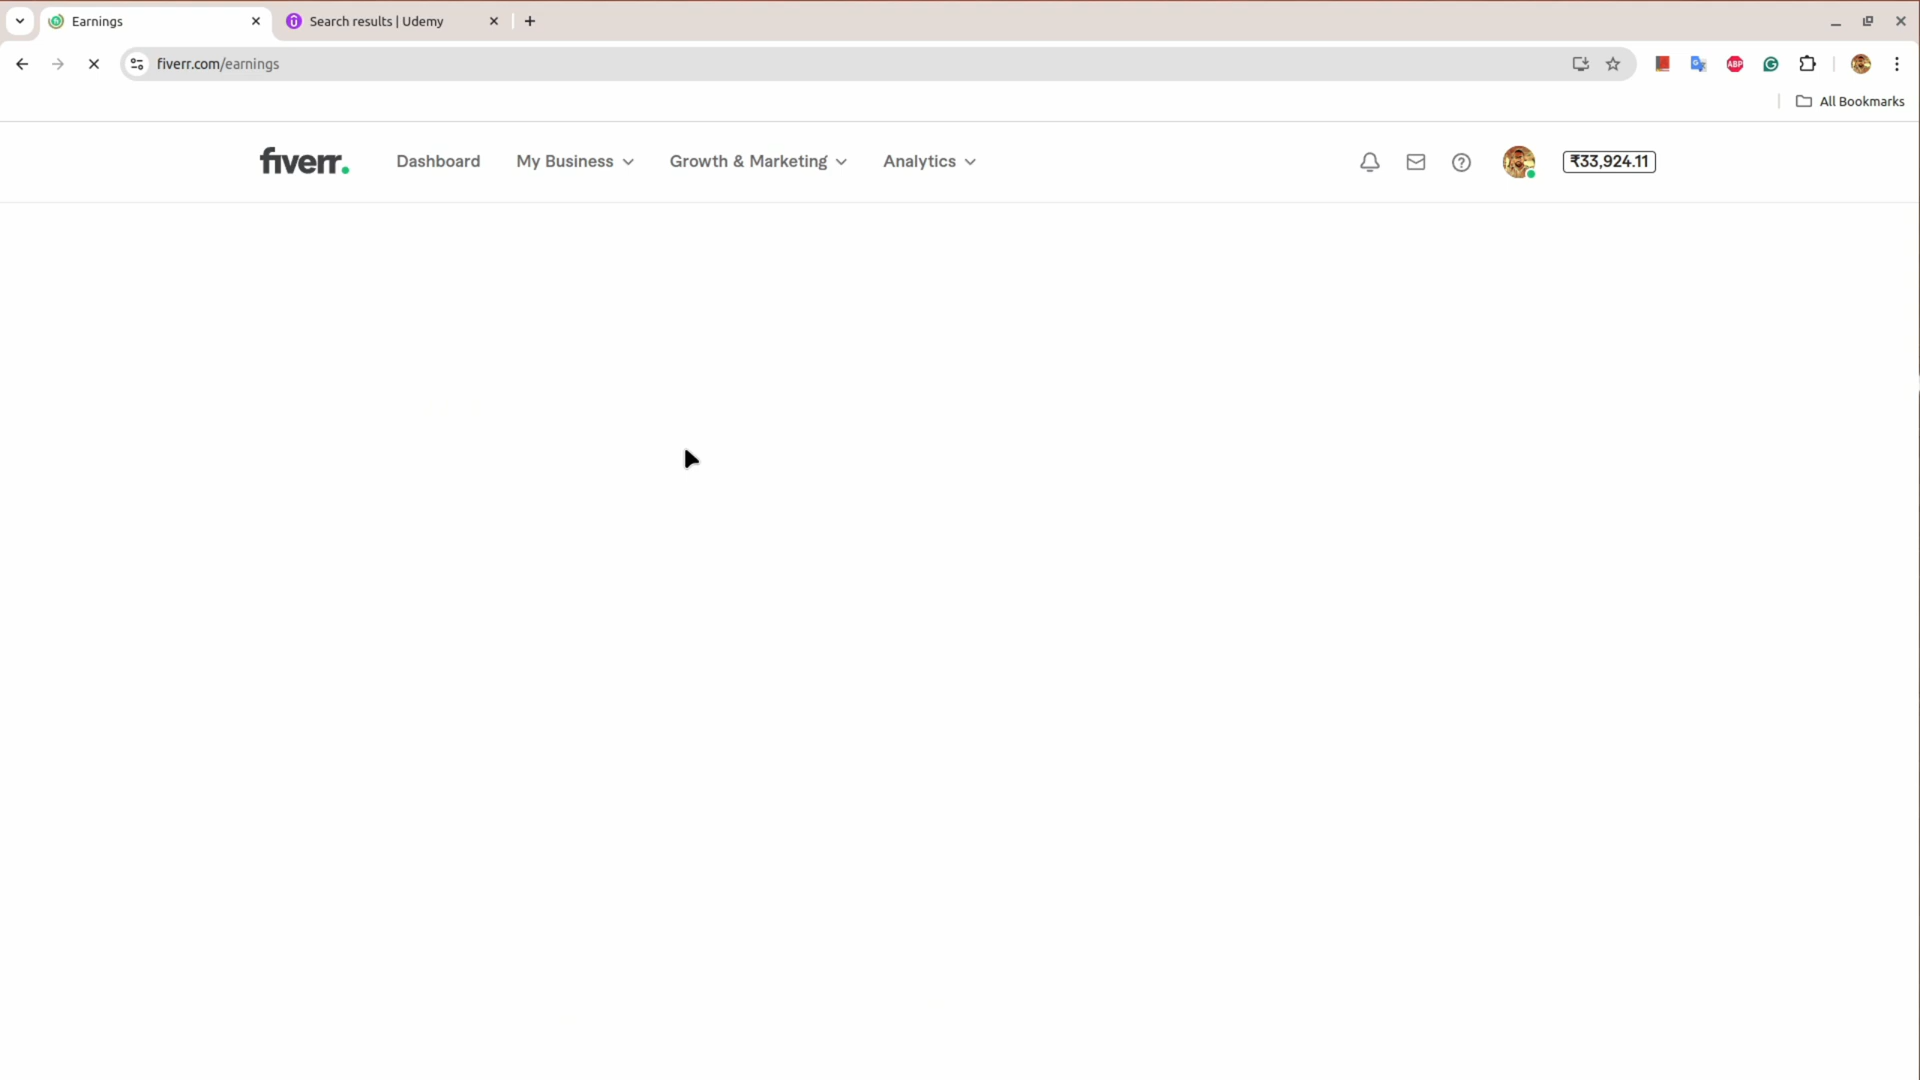 Earnings
Search results | Udemy
fiverr.com/earnings
ABP
All Bookmarks
fiverr.
Dashboard
My Business
Growth & Marketing
Analytics
₹33,924.11